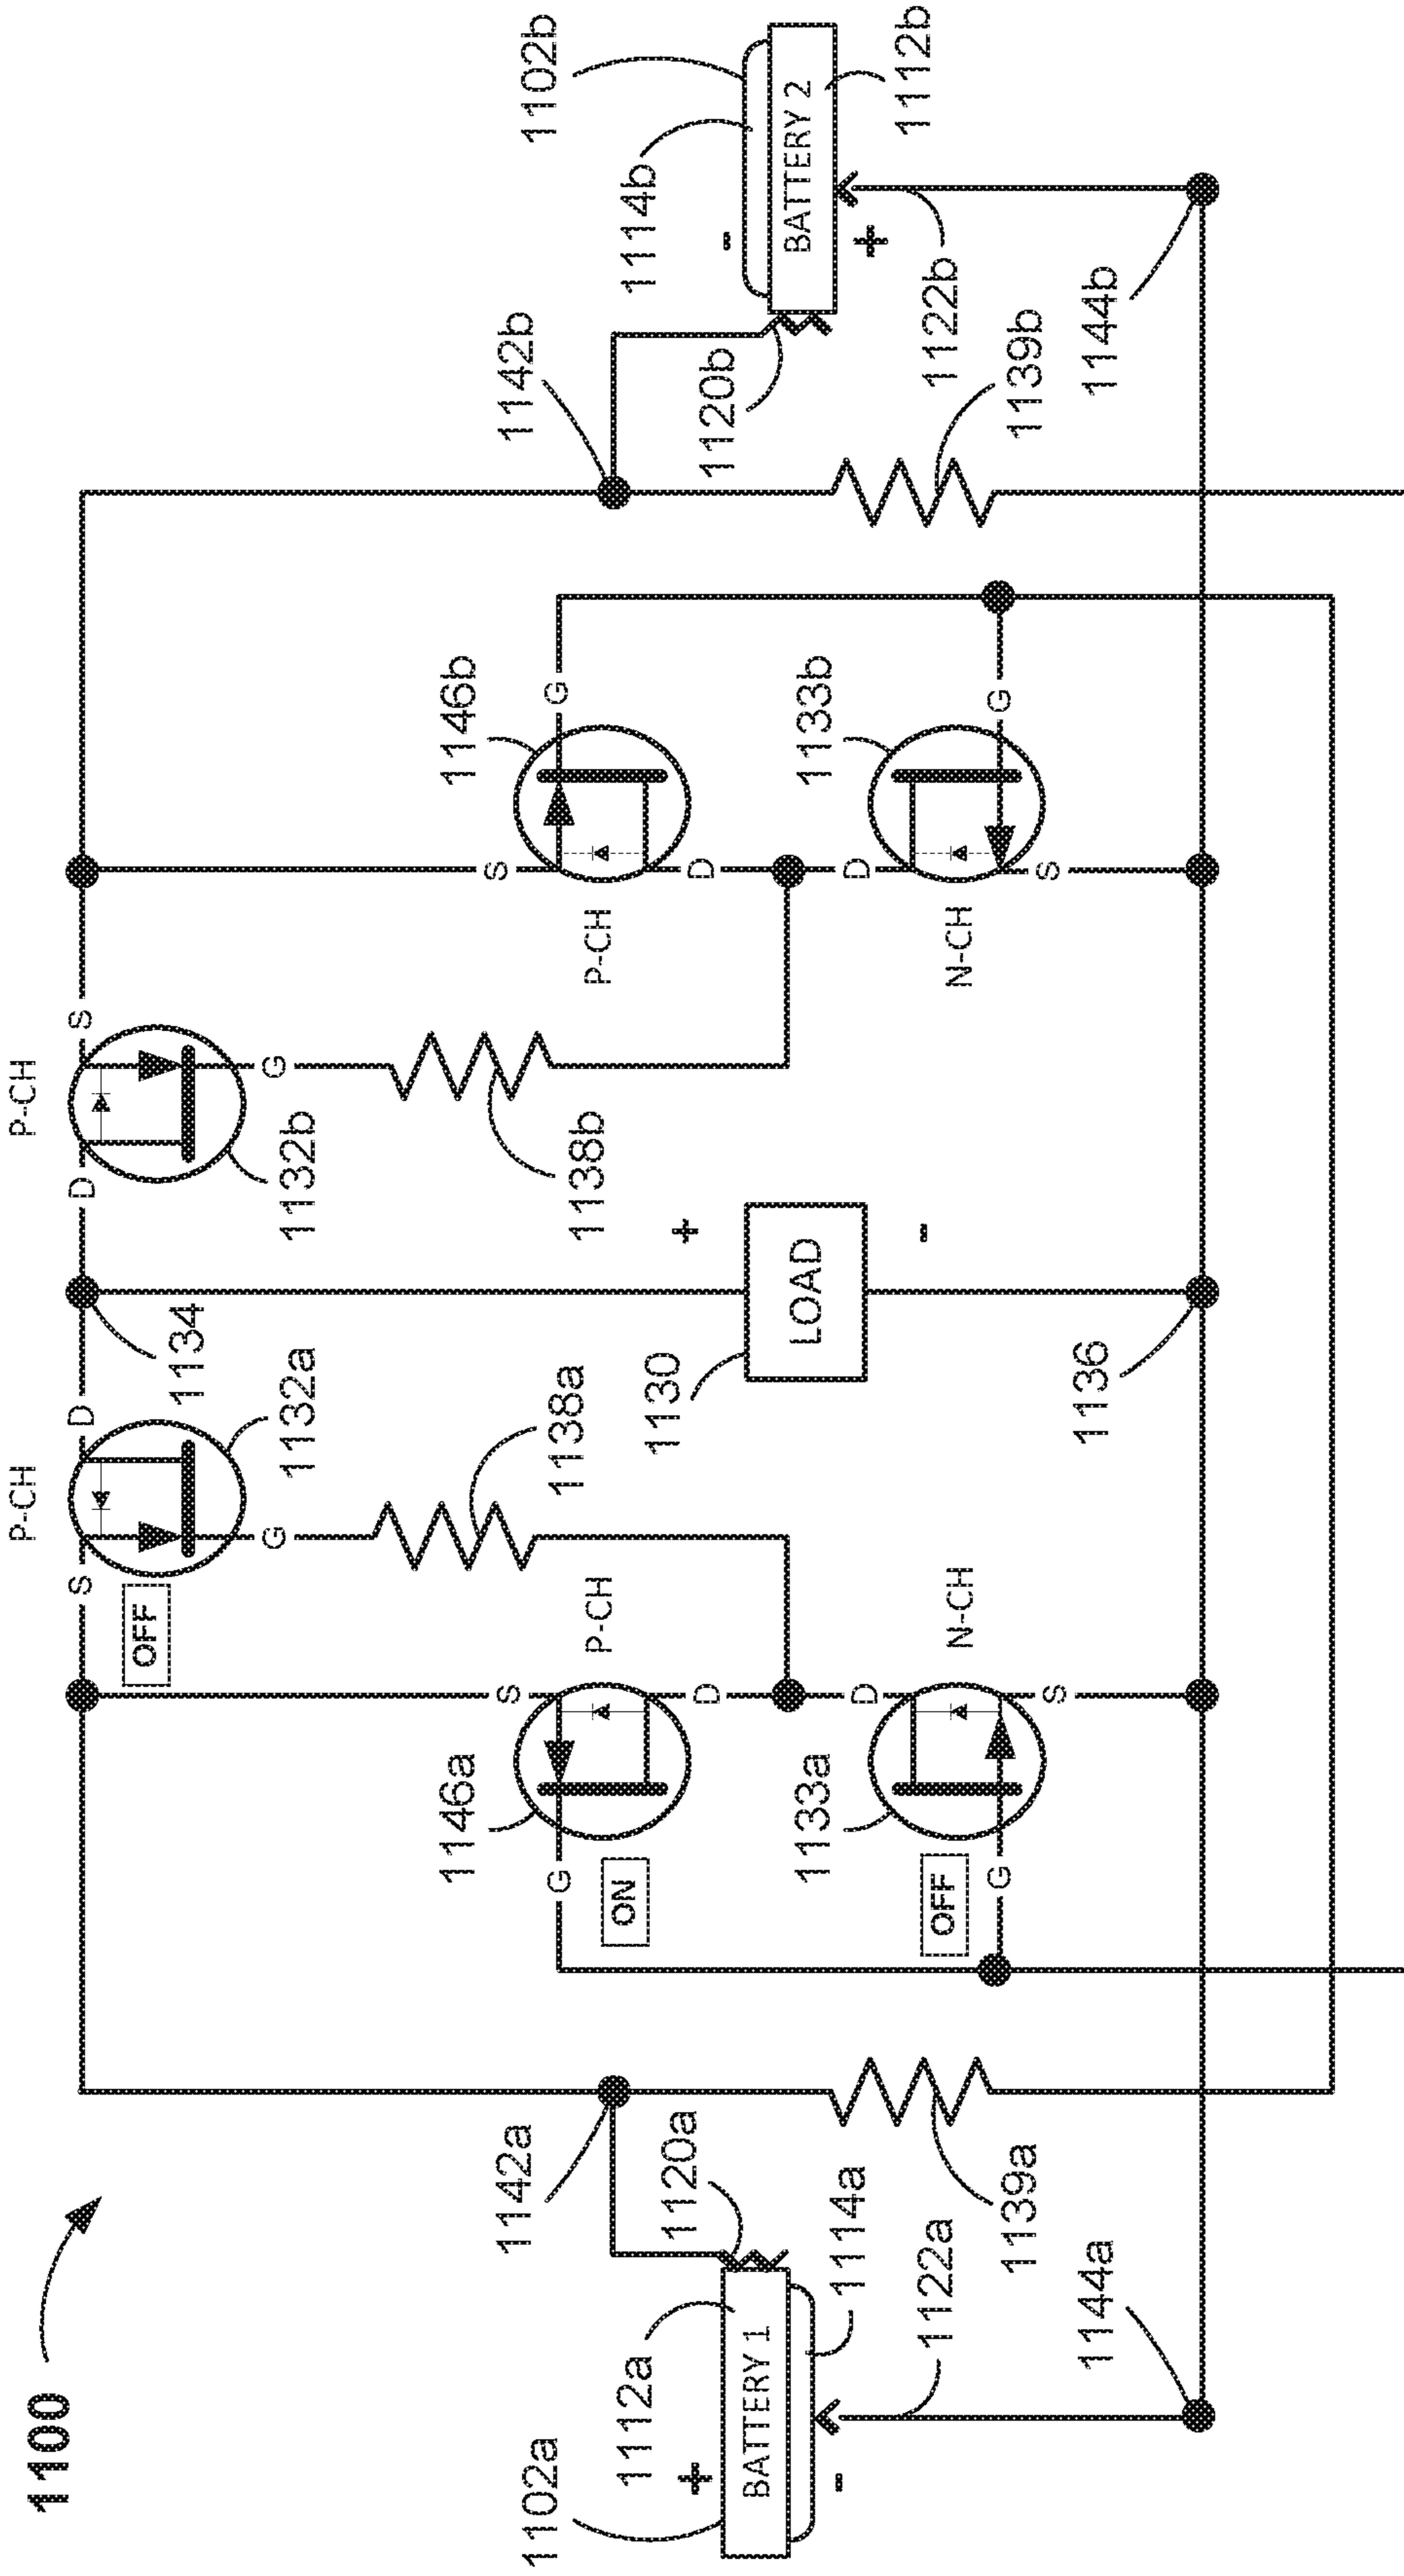 1100
P-CH
P-CH
S
D
D
S
OFF
1134
1132a
1132b
G
G
1142a
1142b
1102a
1102b
1146a
1146b
G
S
S
G
1138a
1138b
P-CH
P-CH
ON
1112a
1120a
1114b
1130
+
+
-
D
D
1120b
BATTERY 1
LOAD
BATTERY 2
-
-
+
1114a
1133a
1133b
1112b
D
D
OFF
N-CH
N-CH
1122a
1122b
G
G
1139a
1139b
S
S
1144a
1136
1144b